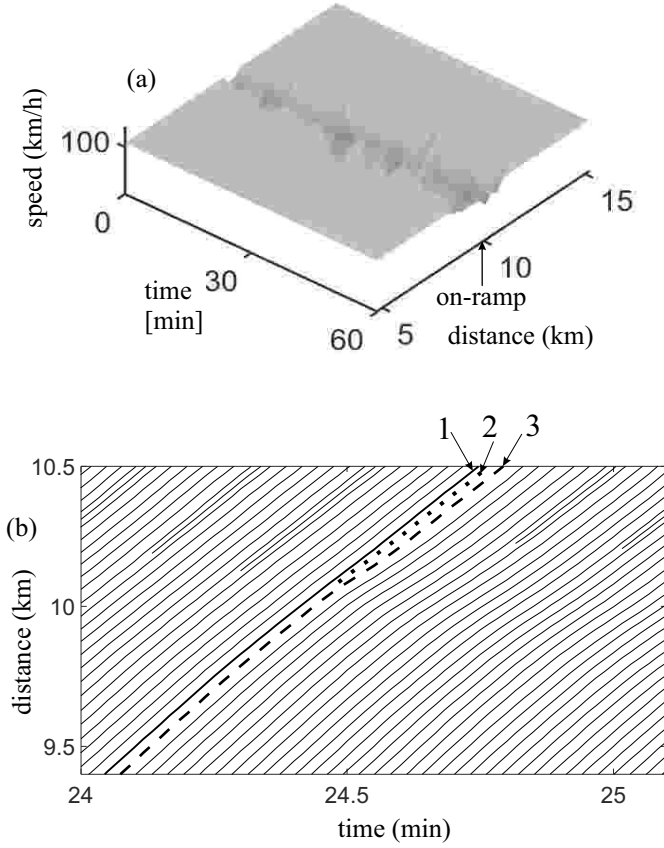 (a)
speed (km/h)
100
0
30
60
time
[min]
5
10
15
on-ramp
distance (km)
(b)
1 2 3
10.5
10
9.5
distance (km)
24 24.5 25
time (min)